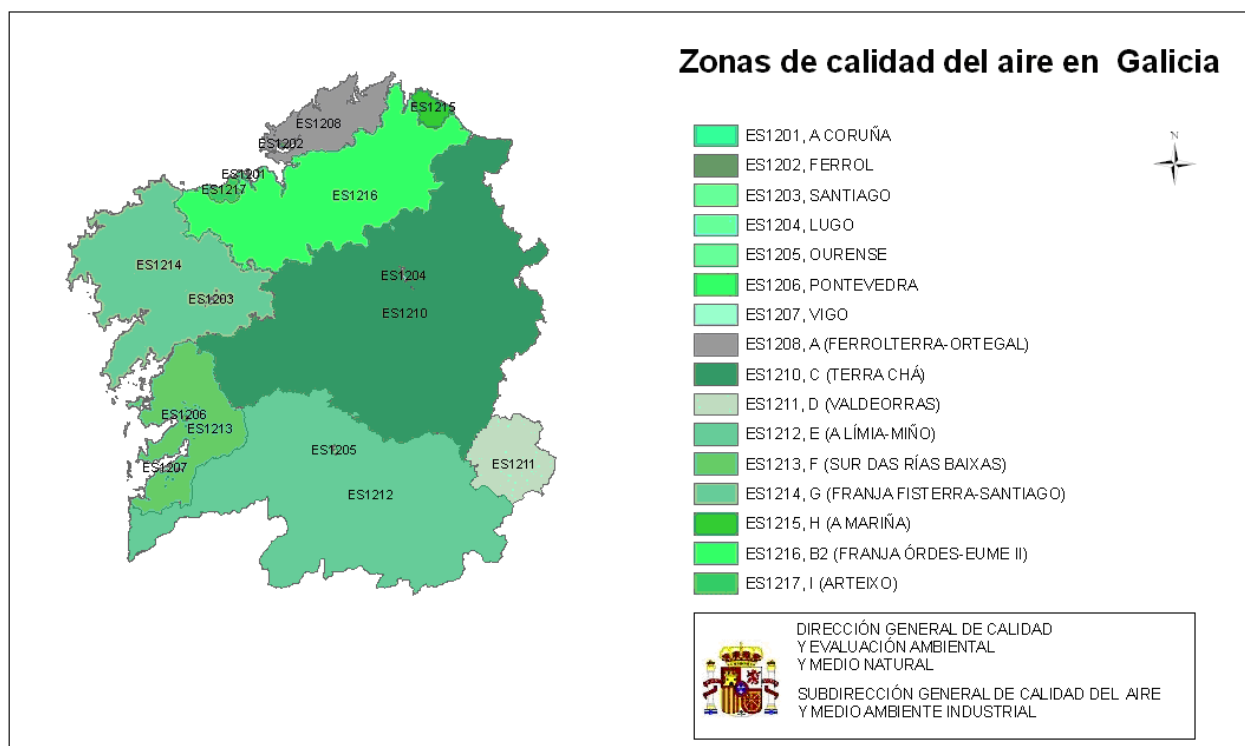 Zonas de calidad del aire en Galicia
N
ES1201, A CORUÑA
ES1202, FERROL
ES1203, SANTIAGO
ES1204, LUGO
ES1205, OURENSE
ES1206, PONTEVEDRA
ES1207, VIGO
ES1208, A (FERROLTERRA-ORTEGAL)
ES1210, C (TERRA CHÁ)
ES1211, D (VALDEORRAS)
ES1212, E (A LÍMIA-MIÑO)
ES1213, F (SUR DAS RÍAS BAIXAS)
ES1214, G (FRANJA FISTERRA-SANTIAGO)
ES1215, H (A MARIÑA)
ES1216, B2 (FRANJA ÓRDES-EUME II)
ES1217, I (ARTEIXO)
ES1215
ES1208
ES1202
ES1201
ES1217
ES1216
ES1214
ES1204
ES1203
ES1210
ES1206
ES1213
ES1205
ES1207
ES1211
ES1212
DIRECCIÓN GENERAL DE CALIDAD
Y EVALUACIÓN AMBIENTAL
Y MEDIO NATURAL
SUBDIRECCIÓN GENERAL DE CALIDAD DEL AIRE
Y MEDIO AMBIENTE INDUSTRIAL